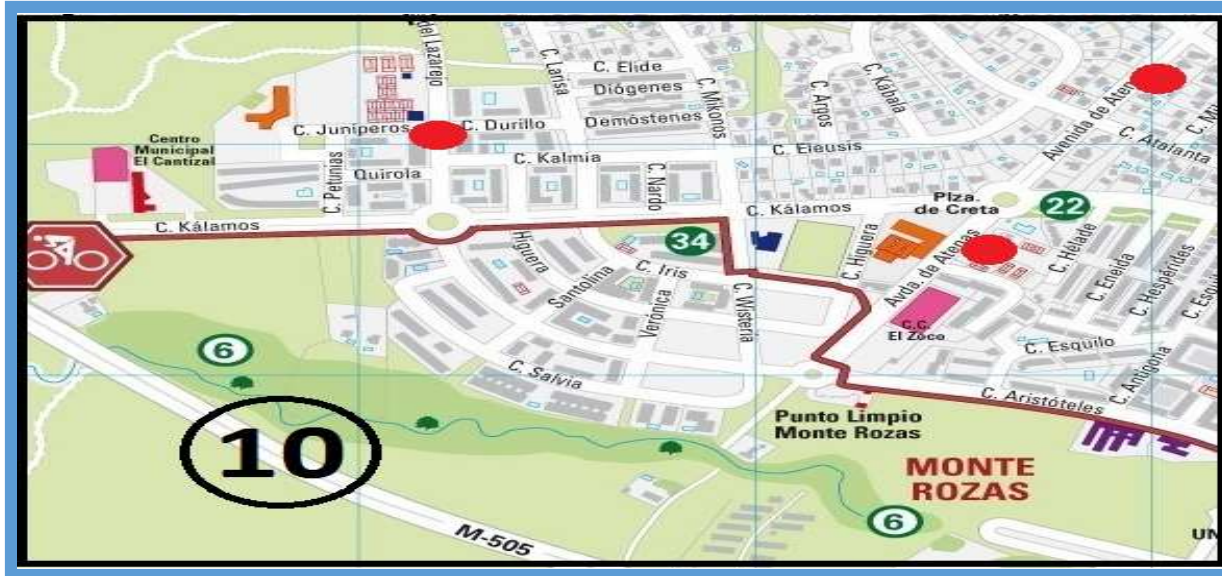 del Lazarejo
C. Larisa
C. Elide
Diógenes
Demóstenes
C. Mikonos
C. Argos
C. Kábala
Avenida de Aten
C. Atalanta
C. Juníperos
C. Durillo
Centro
Municipal
El Cantizal
C. Kalmia
C. Eleusis
C. Petunias
Quirola
C. Nardo
C. Kálamos
C. Kálamos
Plza.
de Creta
22
34
Higuera
Santolina
C. Iris
Verónica
C. Wisteria
C. Higuera
Avda. de Atenas
C. Hélade
C. Eneida
C. Hespérides
C. Esqui
C.C.
El Zoco
C. Esquilo
C. Antígona
C. Aristóteles
6
C. Salvia
Punto Limpio
Monte Rozas
10
MONTE
ROZAS
6
M-505
UN